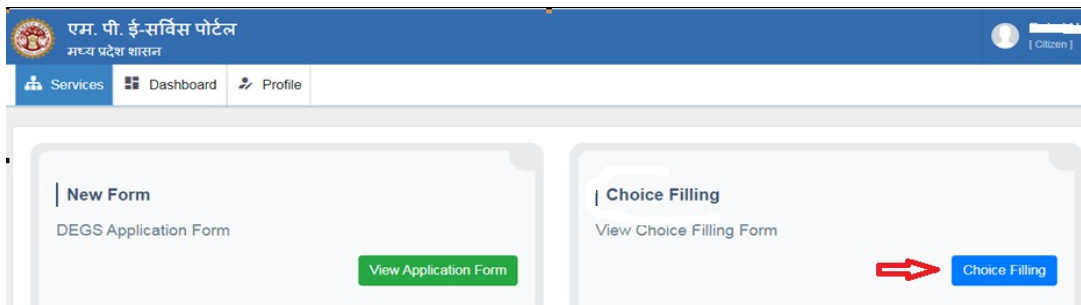 एम. पी. ई-सर्विस पोर्टल
मध्य प्रदेश शासन
[ Citizen ]
Services Dashboard Profile
New Form
DEGS Application Form
View Application Form
Choice Filling
View Choice Filling Form
Choice Filling